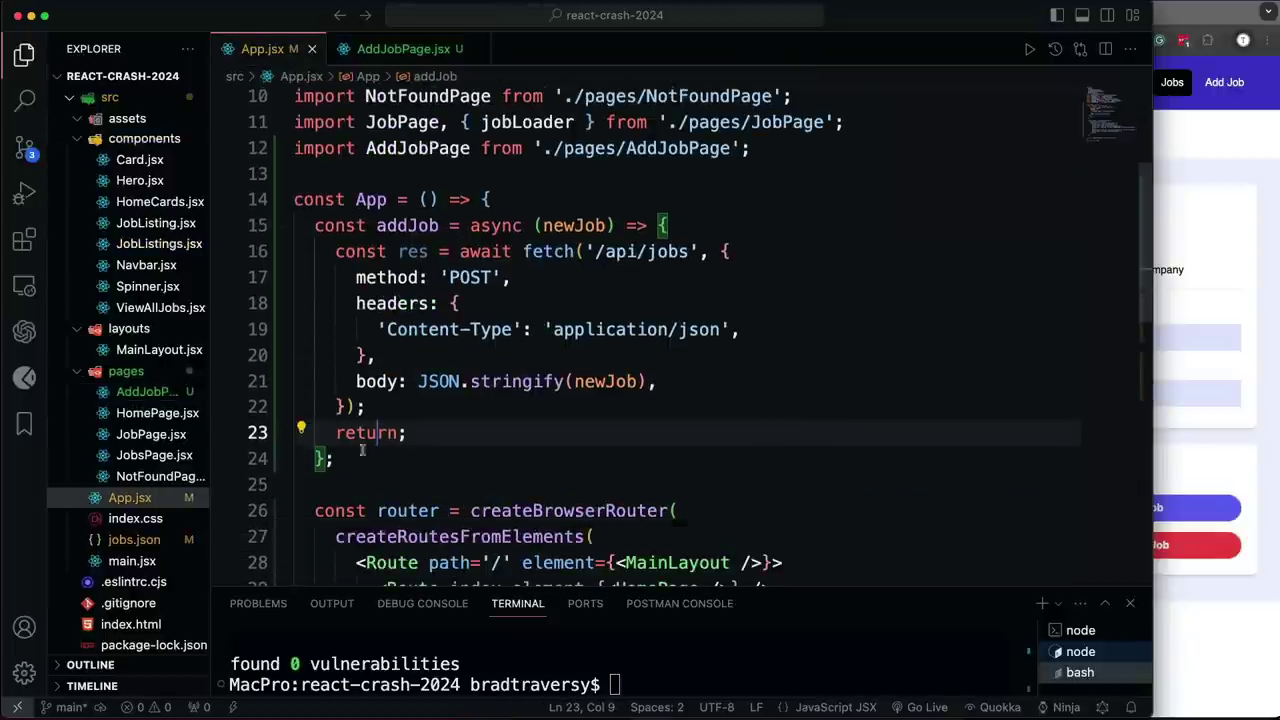 react-crash-2024
EXPLORER
REACT-CRASH-2024
src
assets
components
Card.jsx
Hero.jsx
HomeCards.jsx
JobListing.jsx
JobListings.jsx
Navbar.jsx
Spinner.jsx
ViewAllJobs.jsx
layouts
MainLayout.jsx
pages
AddJobP... U
HomePage.jsx
JobPage.jsx
JobsPage.jsx
NotFoundPag...
App.jsx M
index.css
jobs.json M
main.jsx
.eslintrc.cjs
.gitignore
index.html
package-lock.json
OUTLINE
TIMELINE
3
App.jsx M
AddJobPage.jsx U
src > App.jsx > App > addJob
10 import NotFoundPage from './pages/NotFoundPage';
11 import JobPage, { jobLoader } from './pages/JobPage';
12 import AddJobPage from './pages/AddJobPage';
13
14 const App = () => {
15 const addJob = async (newJob) => {
16 const res = await fetch('/api/jobs', {
17 method: 'POST',
18 headers: {
19 'Content-Type': 'application/json',
20 },
21 body: JSON.stringify(newJob),
22 });
23 return;
24 };
25
26 const router = createBrowserRouter(
27 createRoutesFromElements(
28 <Route path='/' element={<MainLayout />}>
PROBLEMS OUTPUT DEBUG CONSOLE TERMINAL PORTS POSTMAN CONSOLE
found 0 vulnerabilities
MacPro:react-crash-2024 bradtraversy$
node
node
bash
main* 0 0 0 Ln 23, Col 9 Spaces: 2 UTF-8 LF {} JavaScript JSX Go Live Quokka Ninja
T
Jobs
Add Job
mpany
ob
Job